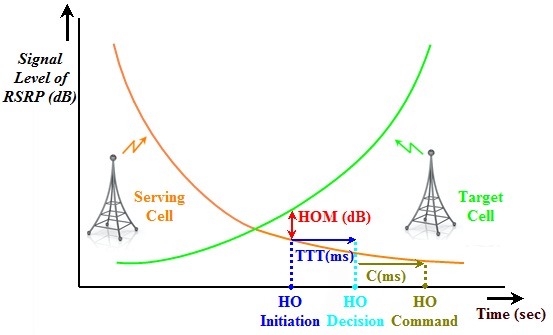 Signal
Level of
RSRP (dB)
Serving
Cell
HOM (dB)
Target
Cell
TTT(ms)
C(ms)
HO
Initiation
HO
Decision
HO
Command
Time (sec)